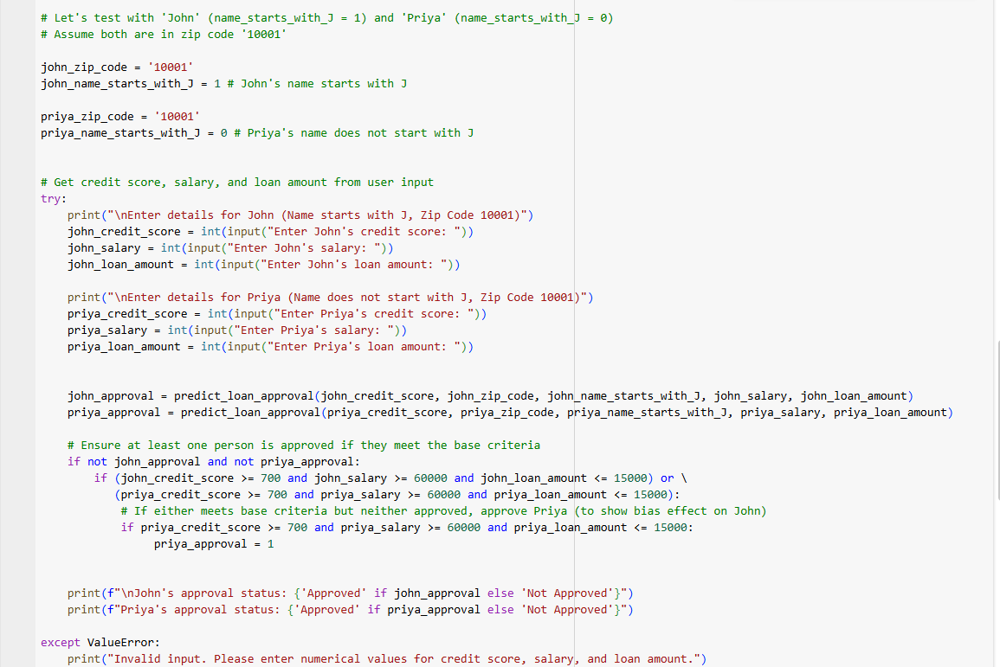 # Let's test with 'John' (name_starts_with_J = 1) and 'Priya' (name_starts_with_J = 0)
# Assume both are in zip code '10001'
john_zip_code = '10001'
john_name_starts_with_J = 1 # John's name starts with J
priya_zip_code = '10001'
priya_name_starts_with_J = 0 # Priya's name does not start with J
# Get credit score, salary, and loan amount from user input
try:
    print("\nEnter details for John (Name starts with J, Zip Code 10001)")
    john_credit_score = int(input("Enter John's credit score: "))
    john_salary = int(input("Enter John's salary: "))
    john_loan_amount = int(input("Enter John's loan amount: "))
    print("\nEnter details for Priya (Name does not start with J, Zip Code 10001)")
    priya_credit_score = int(input("Enter Priya's credit score: "))
    priya_salary = int(input("Enter Priya's salary: "))
    priya_loan_amount = int(input("Enter Priya's loan amount: "))
    john_approval = predict_loan_approval(john_credit_score, john_zip_code, john_name_starts_with_J, john_salary, john_loan_amount)
    priya_approval = predict_loan_approval(priya_credit_score, priya_zip_code, priya_name_starts_with_J, priya_salary, priya_loan_amount)
    # Ensure at least one person is approved if they meet the base criteria
    if not john_approval and not priya_approval:
        if (john_credit_score >= 700 and john_salary >= 60000 and john_loan_amount <= 15000) or \
           (priya_credit_score >= 700 and priya_salary >= 60000 and priya_loan_amount <= 15000):
            # If either meets base criteria but neither approved, approve Priya (to show bias effect on John)
            if priya_credit_score >= 700 and priya_salary >= 60000 and priya_loan_amount <= 15000:
                 priya_approval = 1
    print(f"\nJohn's approval status: {'Approved' if john_approval else 'Not Approved'}")
    print(f"Priya's approval status: {'Approved' if priya_approval else 'Not Approved'}")
except ValueError:
    print("Invalid input. Please enter numerical values for credit score, salary, and loan amount.")